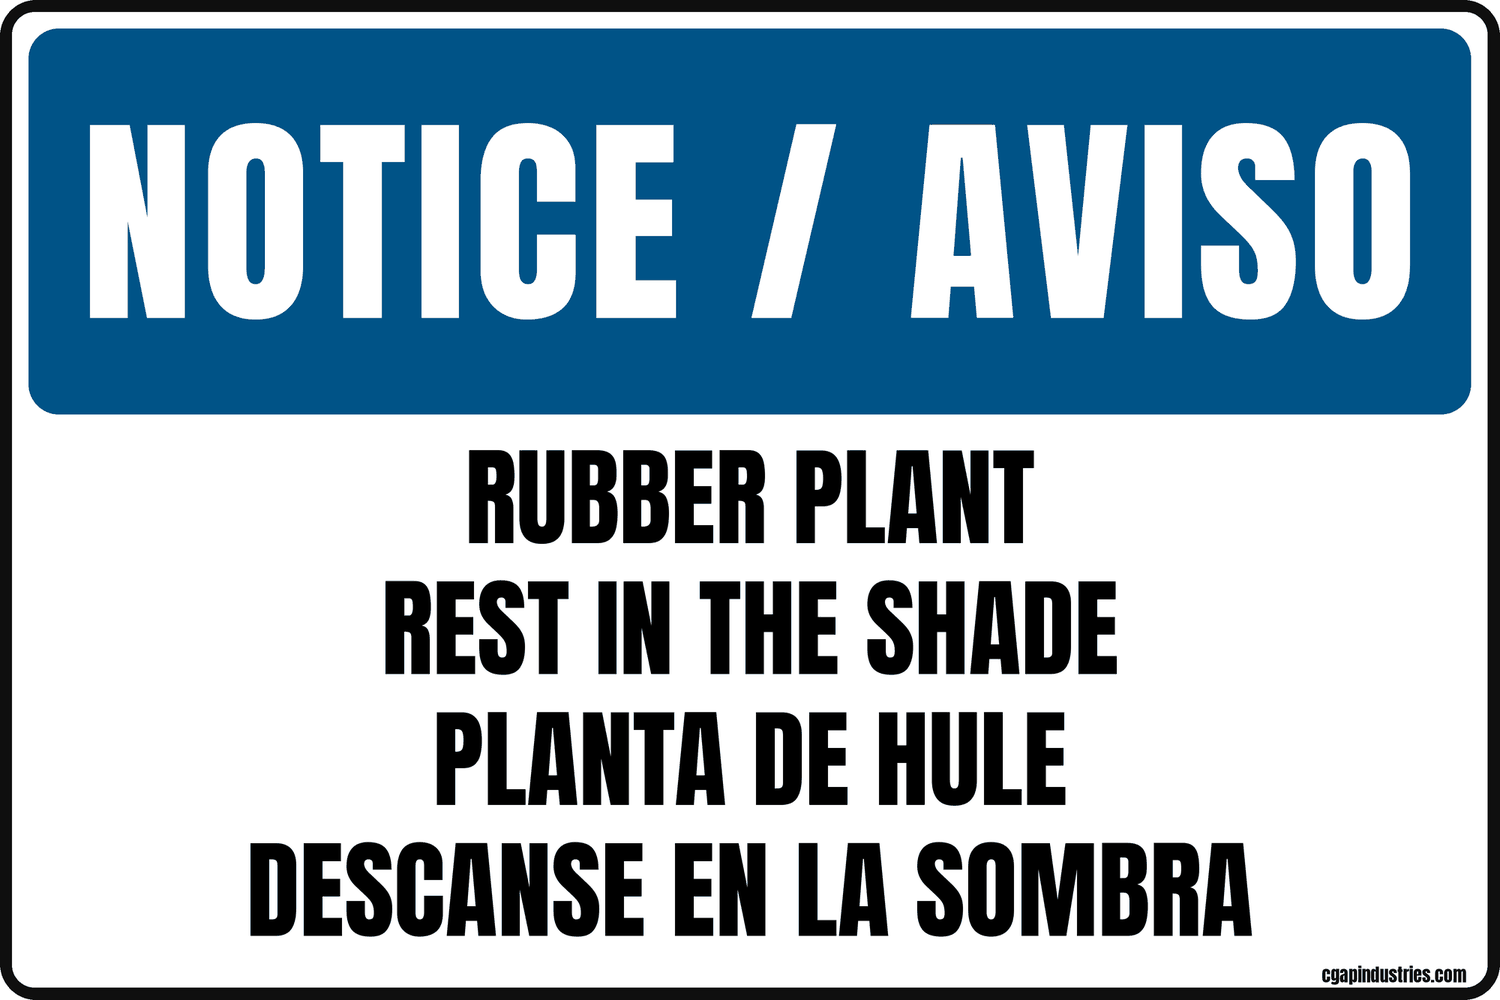 NOTICE / AVISO
RUBBER PLANT
REST IN THE SHADE
PLANTA DE HULE
DESCANSE EN LA SOMBRA
cgapindustries.com